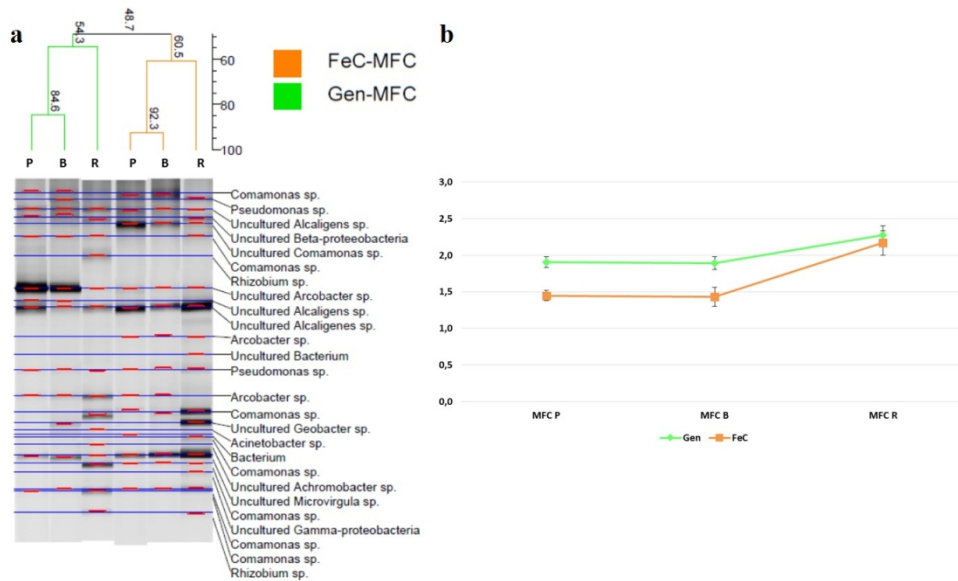 a
48.7
54.3
60.5
84.6
92.3
60
80
100
FeC-MFC
Gen-MFC
P B R P B R
Comamonas sp.
Pseudomonas sp.
Uncultured Alcaligens sp.
Uncultured Beta-proteeobacteria
Uncultured Comamonas sp.
Comamonas sp.
Rhizobium sp.
Uncultured Arcobacter sp.
Uncultured Alcaligens sp.
Uncultured Alcaligenes sp.
Arcobacter sp.
Uncultured Bacterium
Pseudomonas sp.
Arcobacter sp.
Comamonas sp.
Uncultured Geobacter sp.
Acinetobacter sp.
Bacterium
Comamonas sp.
Uncultured Achromobacter sp.
Uncultured Microvirgula sp.
Comamonas sp.
Uncultured Gamma-proteobacteria
Comamonas sp.
Comamonas sp.
Rhizobium sp.
b
3,0
2,5
2,0
1,5
1,0
0,5
0,0
MFC P MFC B MFC R
Gen FeC